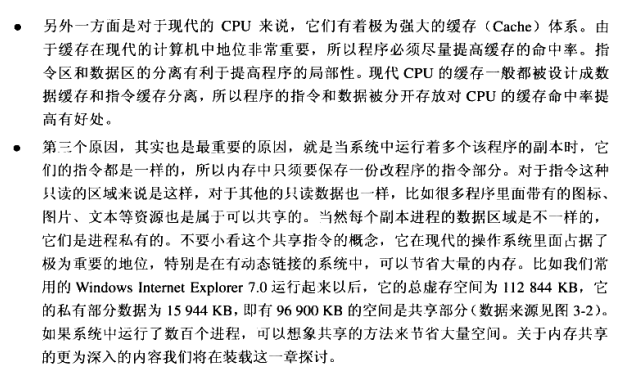 ● 另外一方面是对于现代的 CPU 来说，它们有着极为强大的缓存（Cache）体系。由
于缓存在现代的计算机中地位非常重要，所以程序必须尽量提高缓存的命中率。指
令区和数据区的分离有利于提高程序的局部性。现代 CPU 的缓存一般都被设计成数
据缓存和指令缓存分离，所以程序的指令和数据被分开存放对 CPU 的缓存命中率提
高有好处。
● 第三个原因，其实也是最重要的原因，就是当系统中运行着多个该程序的副本时，它
们的指令都是一样的，所以内存中只须要保存一份改程序的指令部分。对于指令这种
只读的区域来说是这样，对于其他的只读数据也一样，比如很多程序里面带有的图标、
图片、文本等资源也是属于可以共享的。当然每个副本进程的数据区域是不一样的，
它们是进程私有的。不要小看这个共享指令的概念，它在现代的操作系统里面占据了
极为重要的地位，特别是在有动态链接的系统中，可以节省大量的内存。比如我们常
用的 Windows Internet Explorer 7.0 运行起来以后，它的总虚存空间为 112 844 KB，它
的私有部分数据为 15 944 KB，即有 96 900 KB 的空间是共享部分（数据来源见图 3-2）。
如果系统中运行了数百个进程，可以想象共享的方法来节省大量空间。关于内存共享
的更为深入的内容我们将在装载这一章探讨。